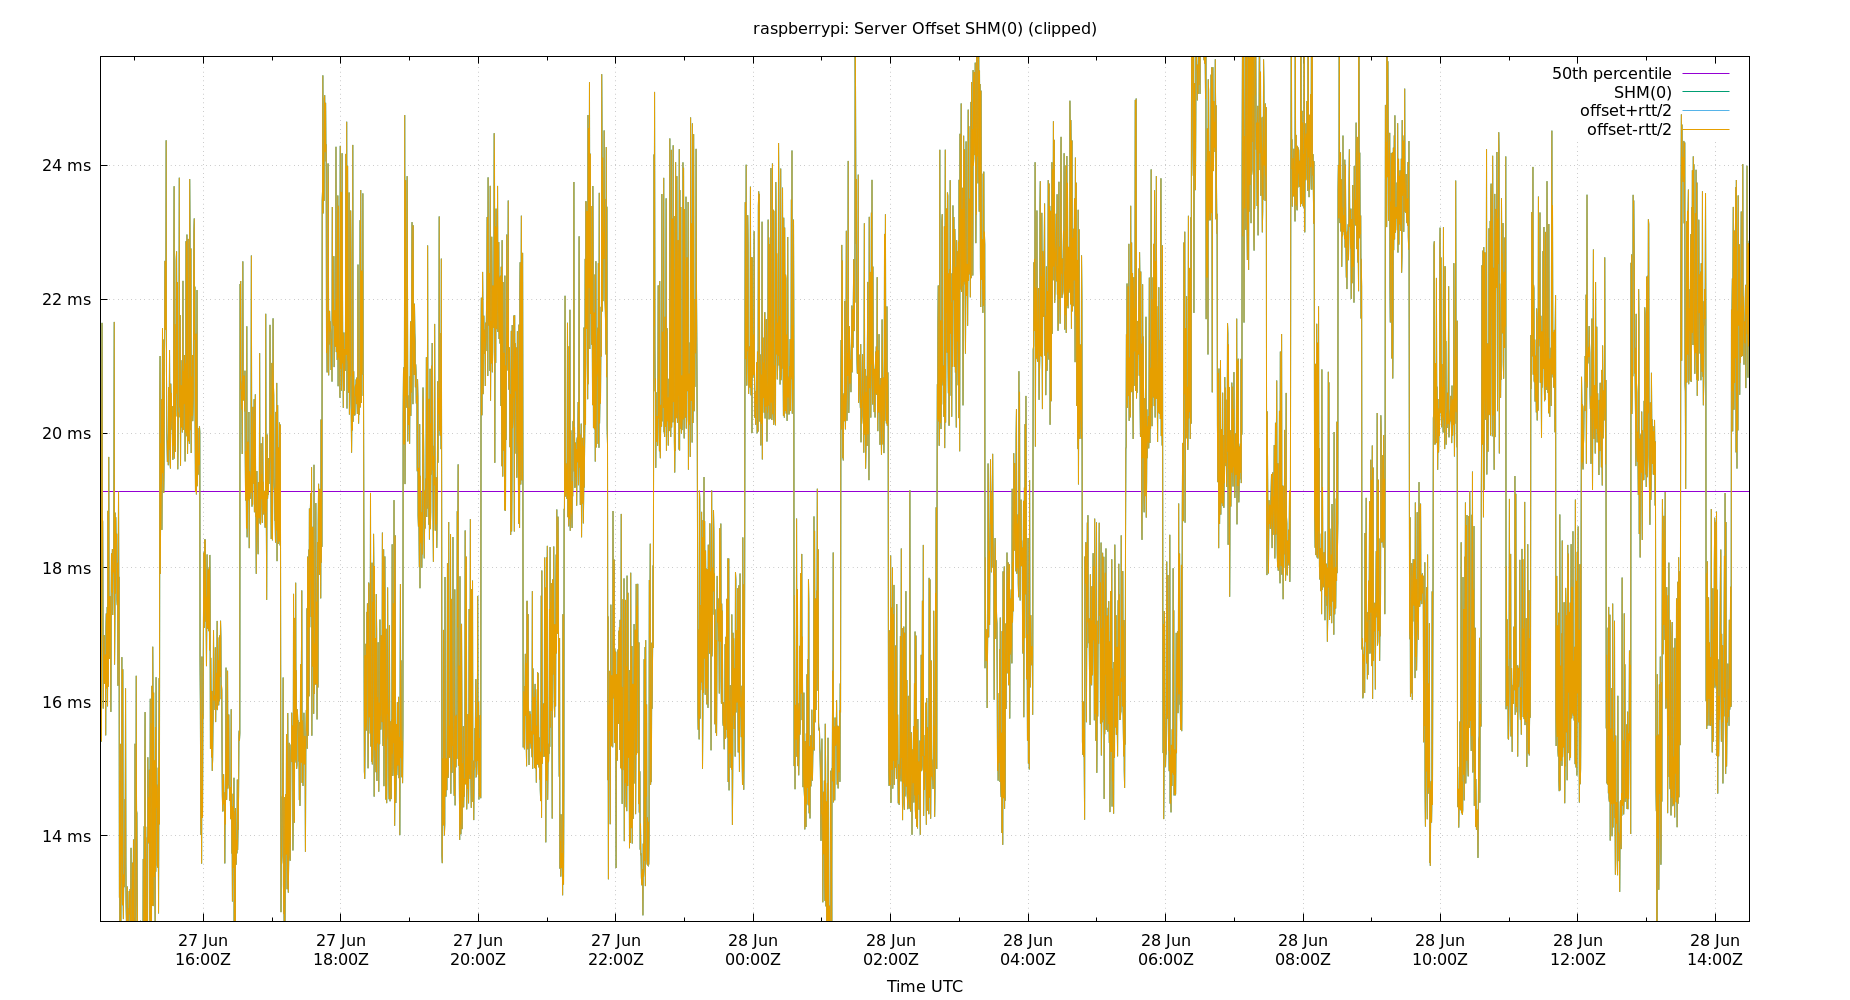 raspberrypi: Server Offset SHM(0) (clipped)
50th percentile
SHM(0)
offset+rtt/2
offset-rtt/2
24 ms
22 ms
20 ms
18 ms
16 ms
14 ms
27 Jun 27 Jun 27 Jun 27 Jun 28 Jun 28 Jun 28 Jun 28 Jun 28 Jun 28 Jun 28 Jun 28 Jun
16:00Z 18:00Z 20:00Z 22:00Z 00:00Z 02:00Z 04:00Z 06:00Z 08:00Z 10:00Z 12:00Z 14:00Z
Time UTC